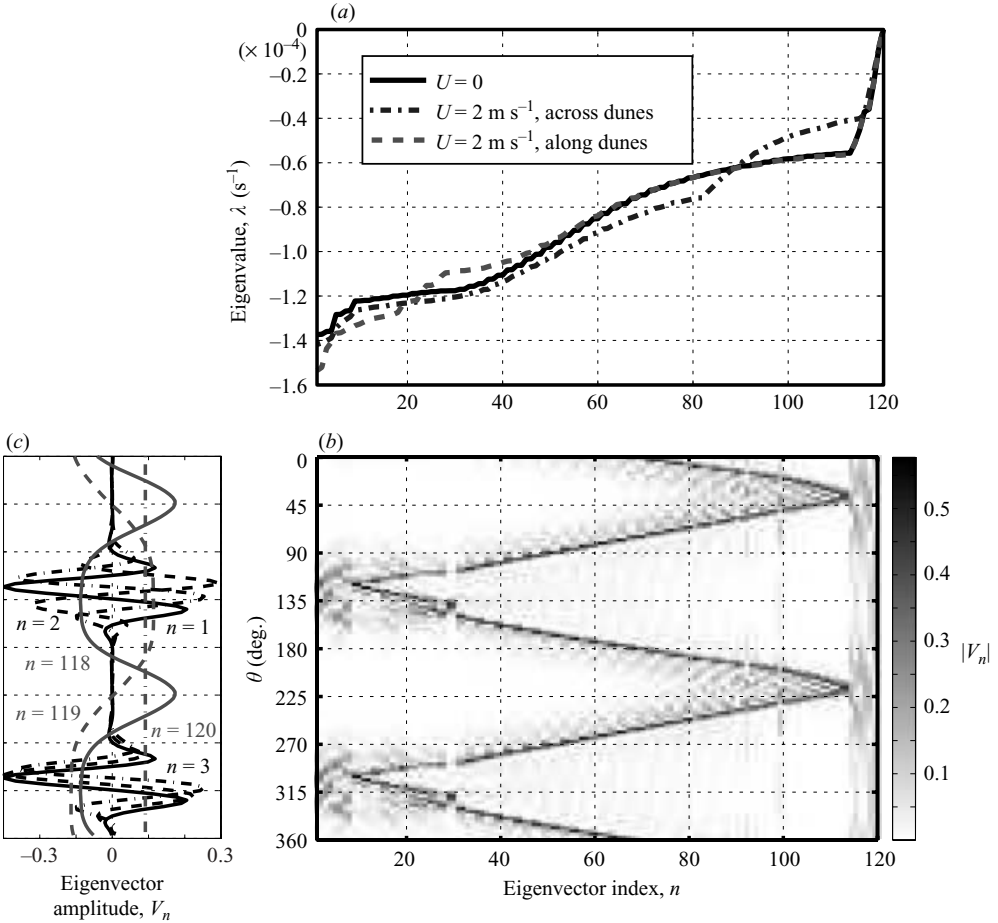 (a)
0
(× 10⁻⁴)
–0.2
–0.4
–0.6
–0.8
–1.0
–1.2
–1.4
–1.6
Eigenvalue, λ (s⁻¹)
U = 0
U = 2 m s⁻¹, across dunes
U = 2 m s⁻¹, along dunes
20 40 60 80 100 120
(c)
n = 2
n = 1
n = 118
n = 119
n = 120
n = 3
–0.3 0 0.3
Eigenvector
amplitude, Vₙ
(b)
0
45
90
135
180
225
270
315
360
θ (deg.)
20 40 60 80 100 120
Eigenvector index, n
0.5
0.4
0.3
0.2
0.1
|Vₙ|